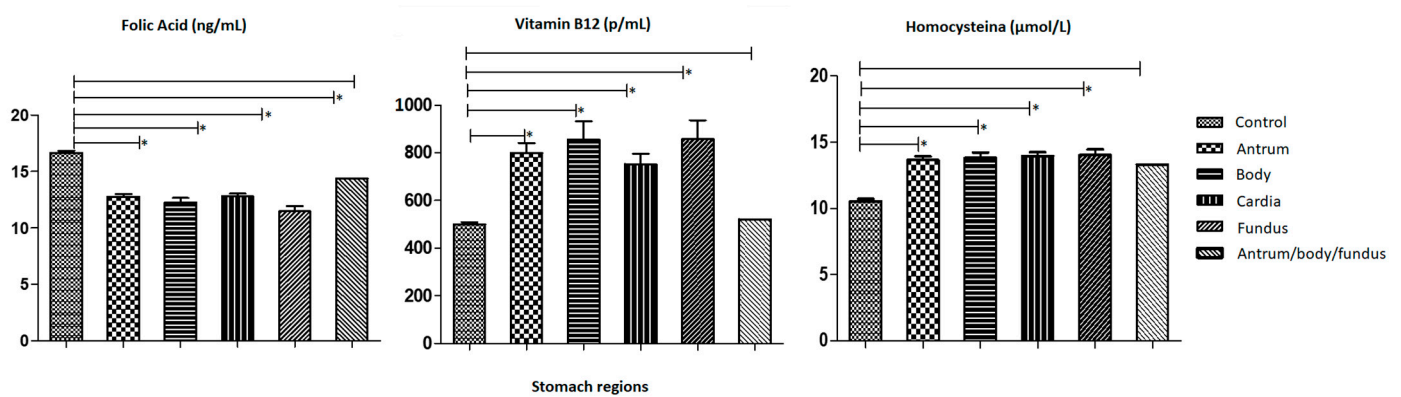 Folic Acid (ng/mL)
20
15
10
5
0
* * * *
Vitamin B12 (p/mL)
1000
800
600
400
200
0
* * * *
Homocysteina (µmol/L)
20
15
10
5
0
* * * *
Control
Antrum
Body
Cardia
Fundus
Antrum/body/fundus
Stomach regions